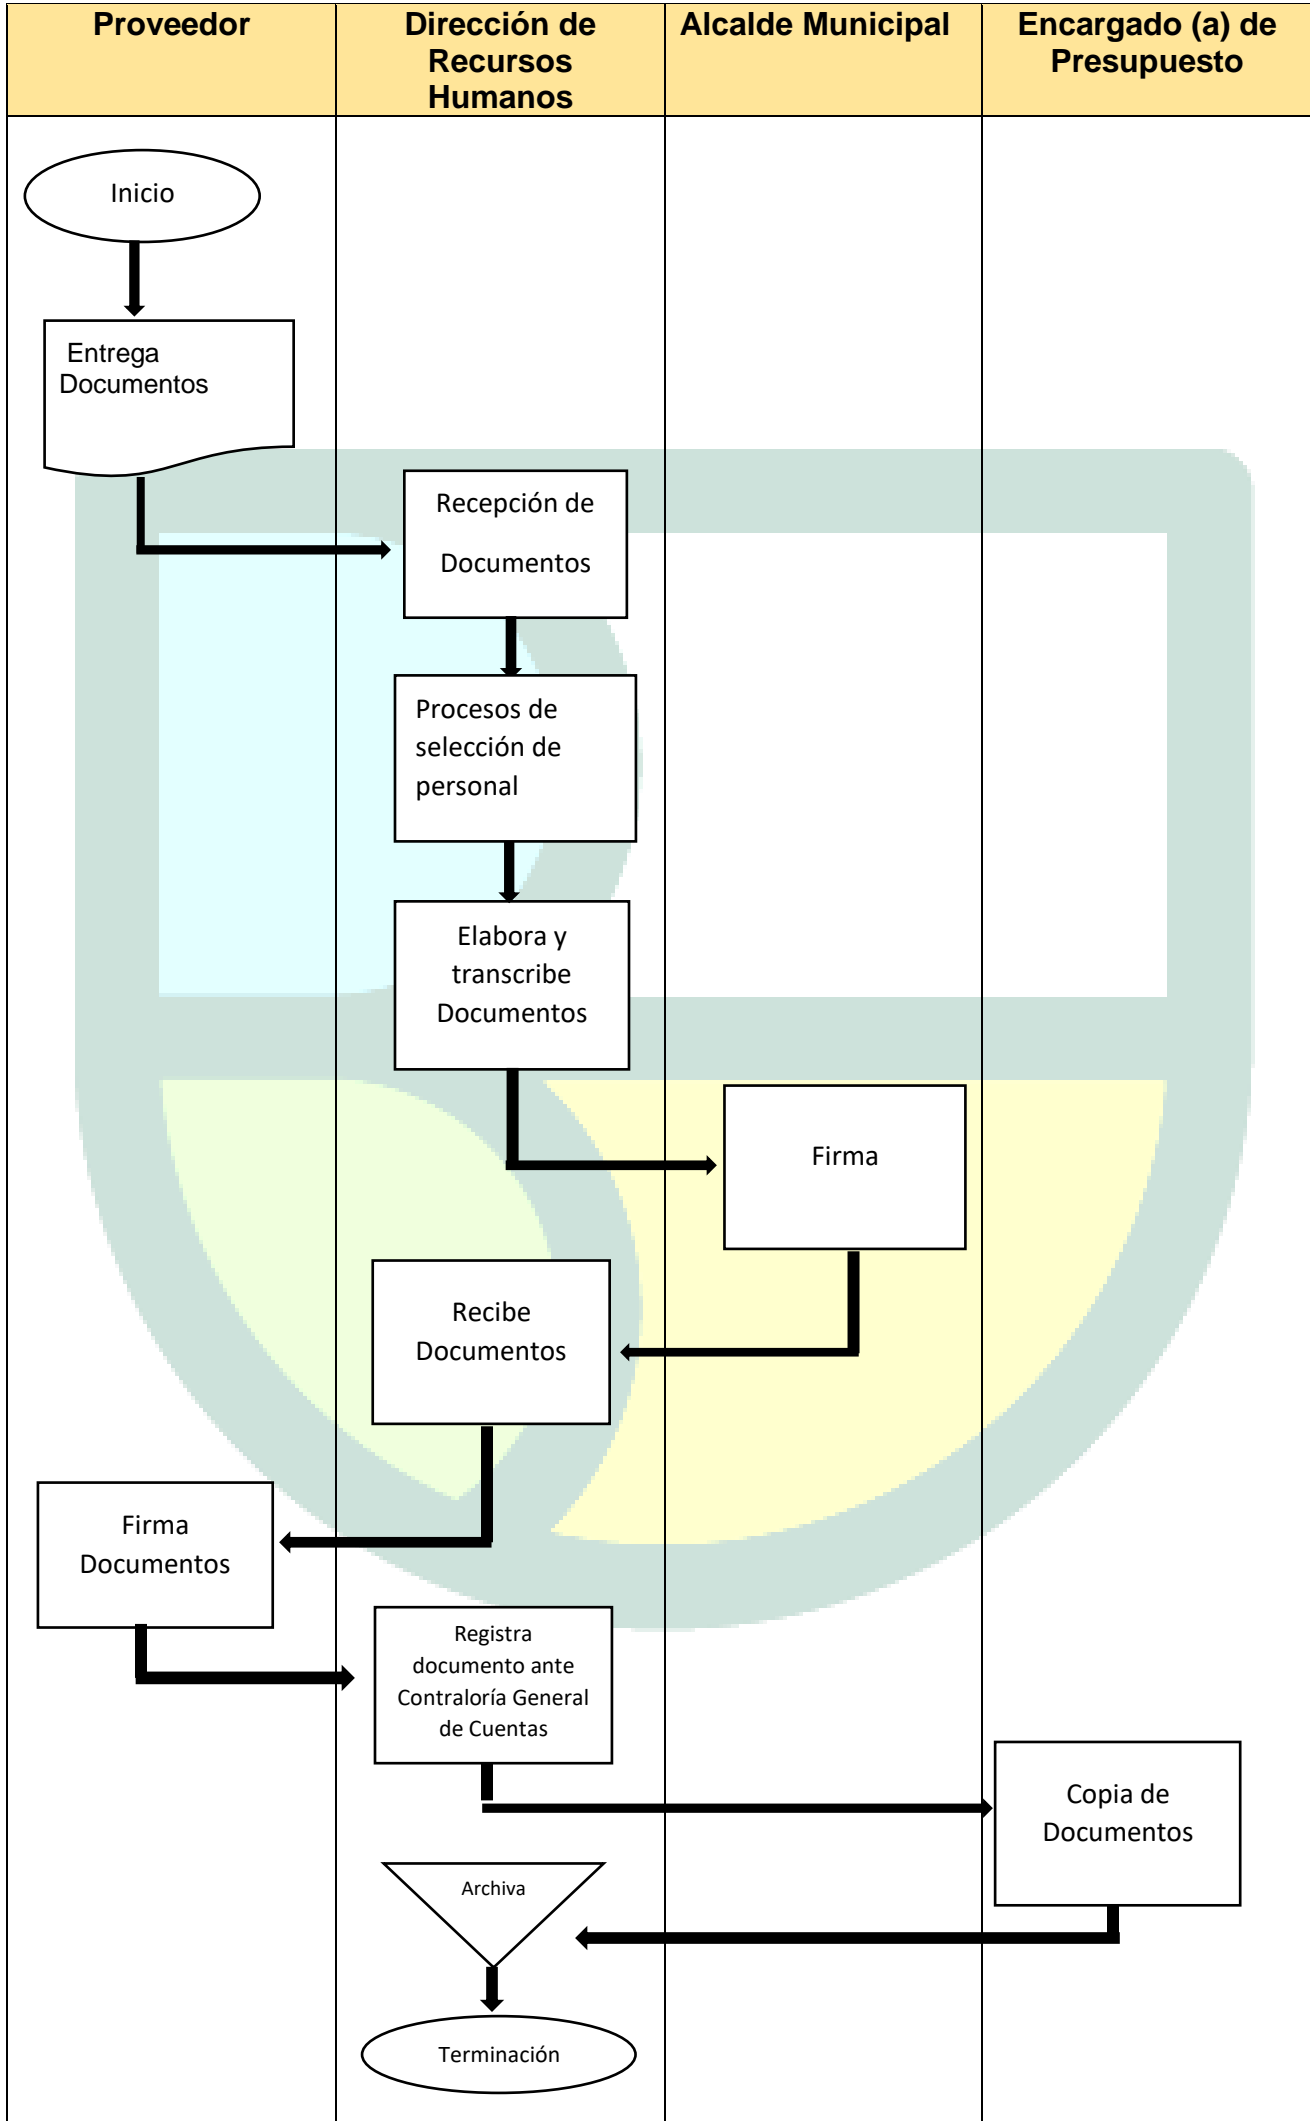 Proveedor
Dirección de
Recursos
Humanos
Alcalde Municipal
Encargado (a) de
Presupuesto
Inicio
Entrega
Documentos
Recepción de
Documentos
Procesos de
selección de
personal
Elabora y
transcribe
Documentos
Firma
Recibe
Documentos
Firma
Documentos
Registra
documento ante
Contraloría General
de Cuentas
Copia de
Documentos
Archiva
Terminación